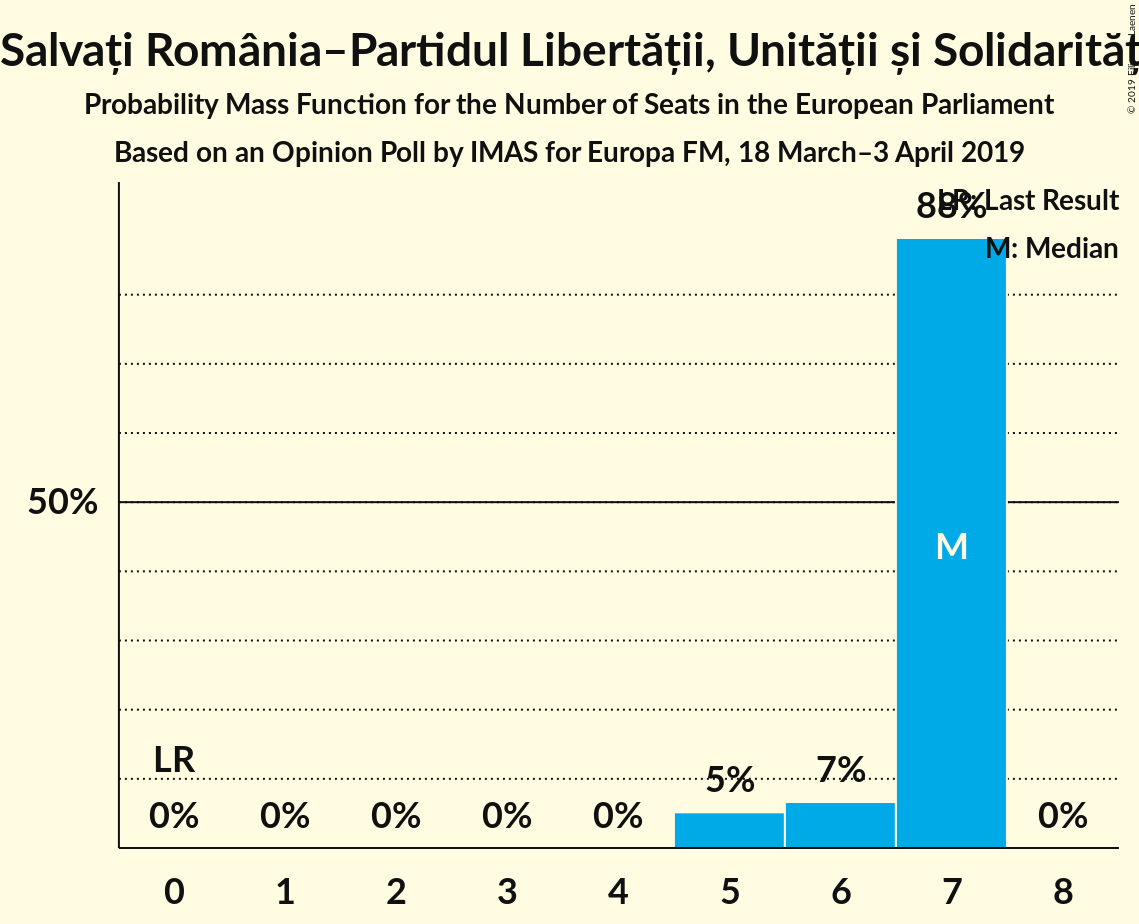 Salvați România–Partidul Libertății, Unității și Solidarităț
Probability Mass Function for the Number of Seats in the European Parliament
Based on an Opinion Poll by IMAS for Europa FM, 18 March–3 April 2019
© 2019 Laenen
LR: Last Result
88%
M: Median
50%
M
LR
5%
7%
0%
0%
0%
0%
0%
0%
0
1
2
3
4
5
6
7
8